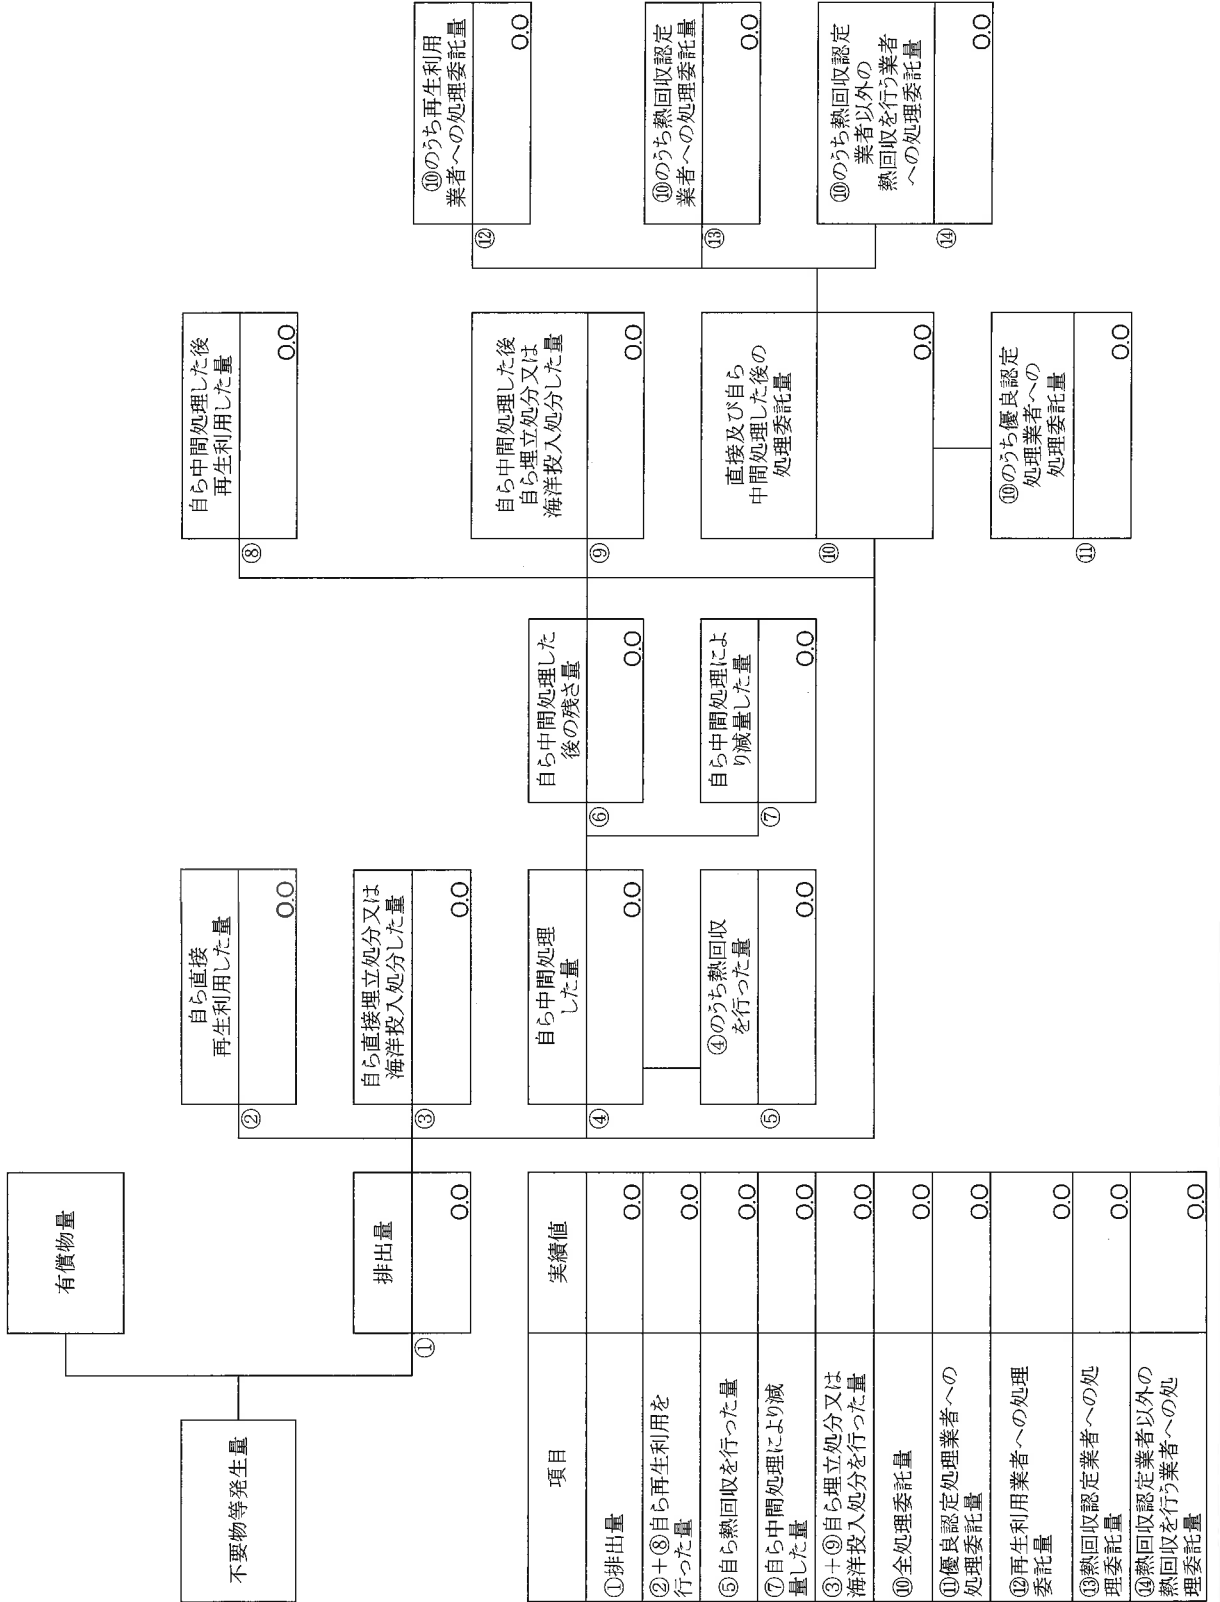 不要物等発生量
有償物量
①
排出量
0.0
②
自ら直接
再生利用した量
0.0
③
自ら直接埋立処分又は
海洋投入処分した量
0.0
④
自ら中間処理
した量
0.0
⑤
④のうち熱回収
を行った量
0.0
⑥
自ら中間処理した
後の残さ量
0.0
⑦
自ら中間処理によ
り減量した量
0.0
⑧
自ら中間処理した後
再生利用した量
0.0
⑨
自ら中間処理した後
自ら埋立処分又は
海洋投入処分した量
0.0
⑩
直接及び自ら
中間処理した後の
処理委託量
0.0
⑪
⑩のうち優良認定
処理業者への
処理委託量
0.0
⑫
⑩のうち再生利用
業者への処理委託量
0.0
⑬
⑩のうち熱回収認定
業者への処理委託量
0.0
⑭
⑩のうち熱回収認定
業者以外の
熱回収を行う業者
への処理委託量
0.0
項目 実績値
①排出量 0.0
②+⑧自ら再生利用を
行った量 0.0
⑤自ら熱回収を行った量 0.0
⑦自ら中間処理により減
量した量 0.0
③+⑨自ら埋立処分又は
海洋投入処分を行った量 0.0
⑩全処理委託量 0.0
⑪優良認定処理業者への
処理委託量 0.0
⑫再生利用業者への処理
委託量 0.0
⑬熱回収認定業者への処
理委託量 0.0
⑭熱回収認定業者以外の
熱回収を行う業者への処
理委託量 0.0